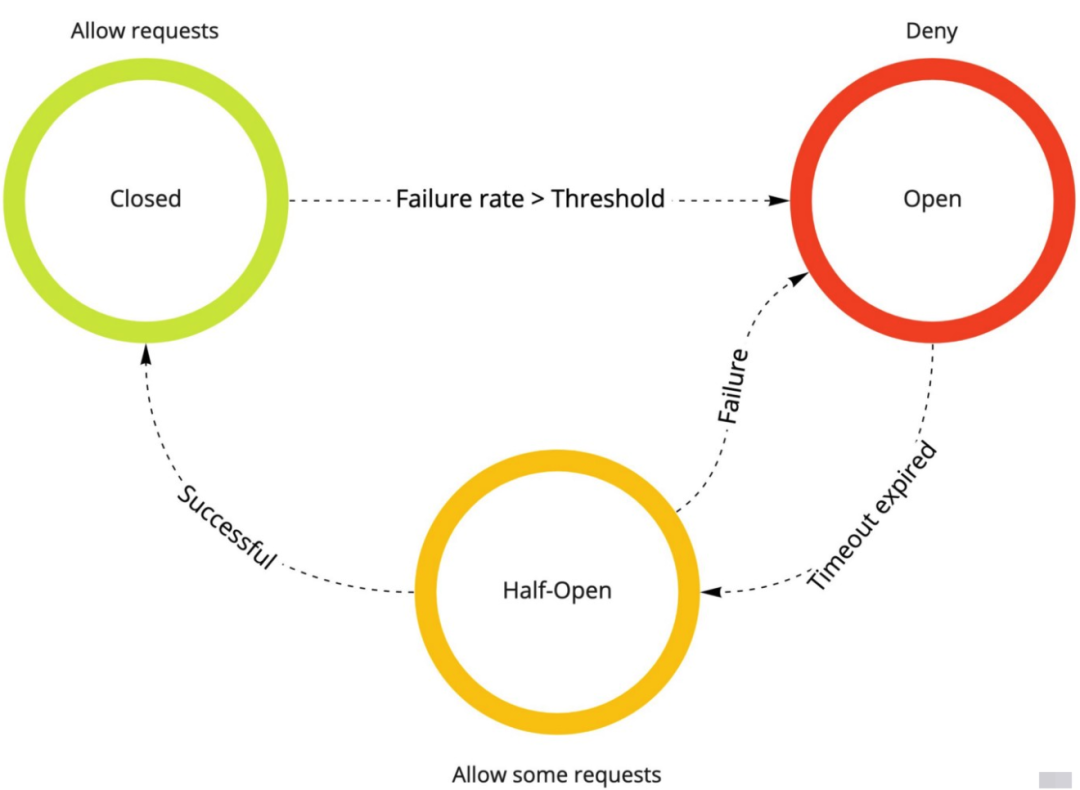 Allow requests
Deny
Closed
Failure rate > Threshold
Open
Failure
Timeout expired
Successful
Half-Open
Allow some requests